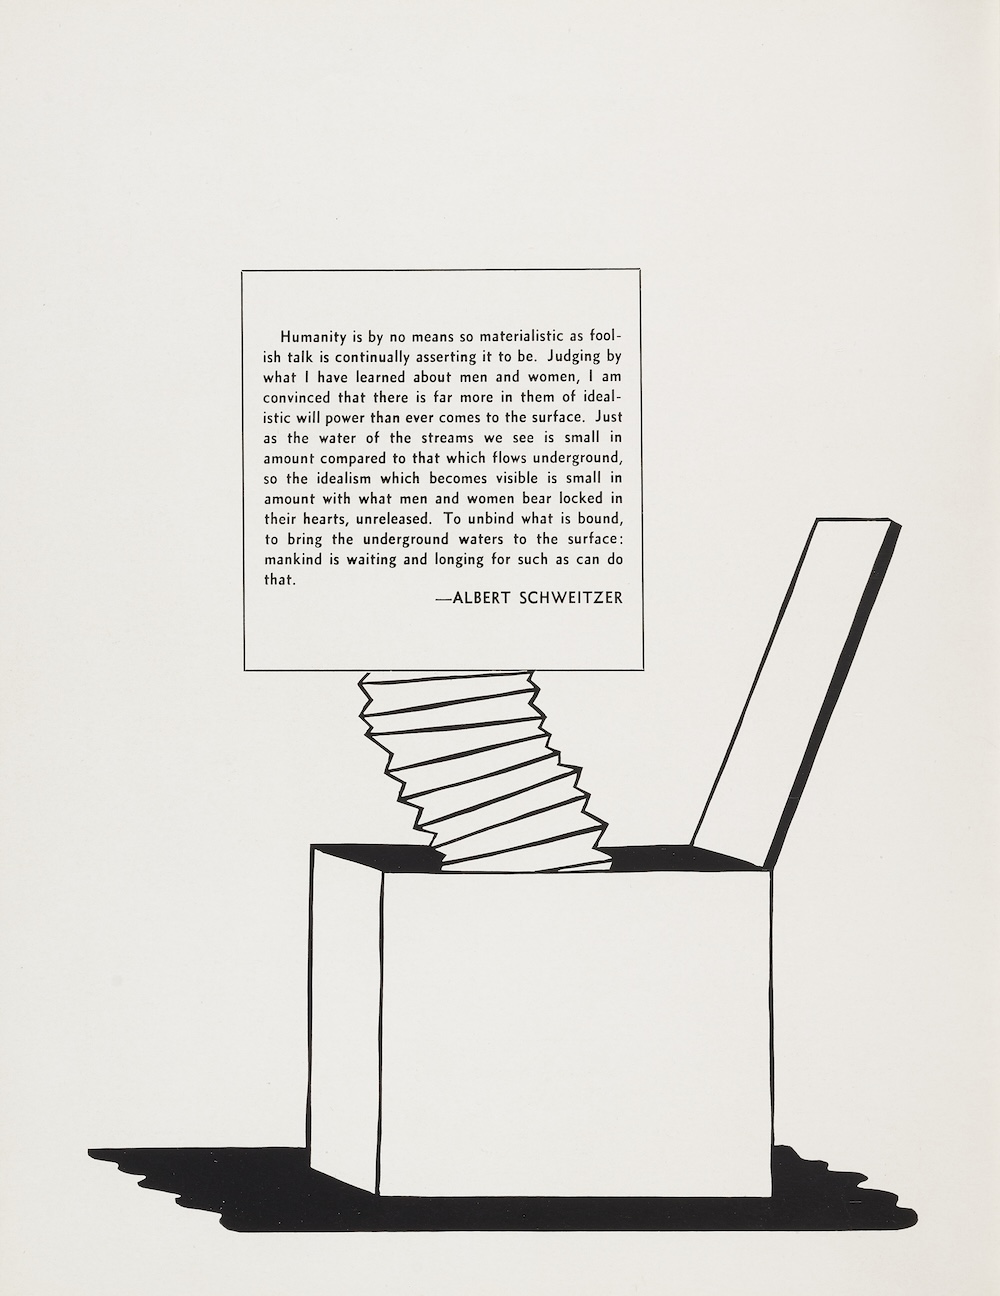 Humanity is by no means so materialistic as fool-
ish talk is continually asserting it to be. Judging by
what I have learned about men and women, I am
convinced that there is far more in them of ideal-
istic will power than ever comes to the surface. Just
as the water of the streams we see is small in
amount compared to that which flows underground,
so the idealism which becomes visible is small in
amount with what men and women bear locked in
their hearts, unreleased. To unbind what is bound,
to bring the underground waters to the surface:
mankind is waiting and longing for such as can do
that.
—ALBERT SCHWEITZER